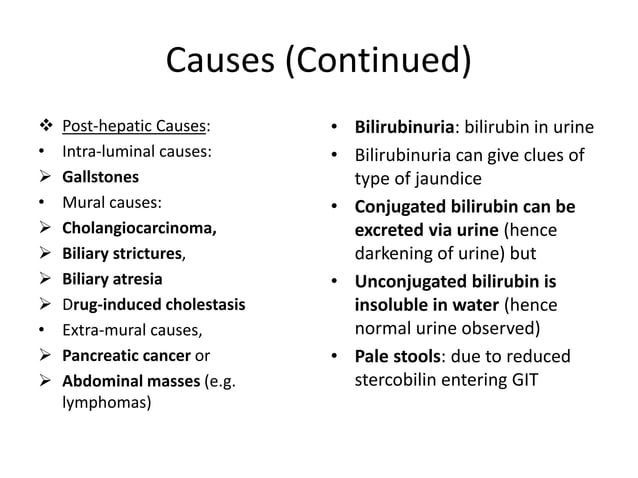 Causes (Continued)
❖ Post-hepatic Causes:
• Intra-luminal causes:
➢ Gallstones
• Mural causes:
➢ Cholangiocarcinoma,
➢ Biliary strictures,
➢ Biliary atresia
➢ Drug-induced cholestasis
• Extra-mural causes,
➢ Pancreatic cancer or
➢ Abdominal masses (e.g.
lymphomas)
• Bilirubinuria: bilirubin in urine
• Bilirubinuria can give clues of
type of jaundice
• Conjugated bilirubin can be
excreted via urine (hence
darkening of urine) but
• Unconjugated bilirubin is
insoluble in water (hence
normal urine observed)
• Pale stools: due to reduced
stercobilin entering GIT